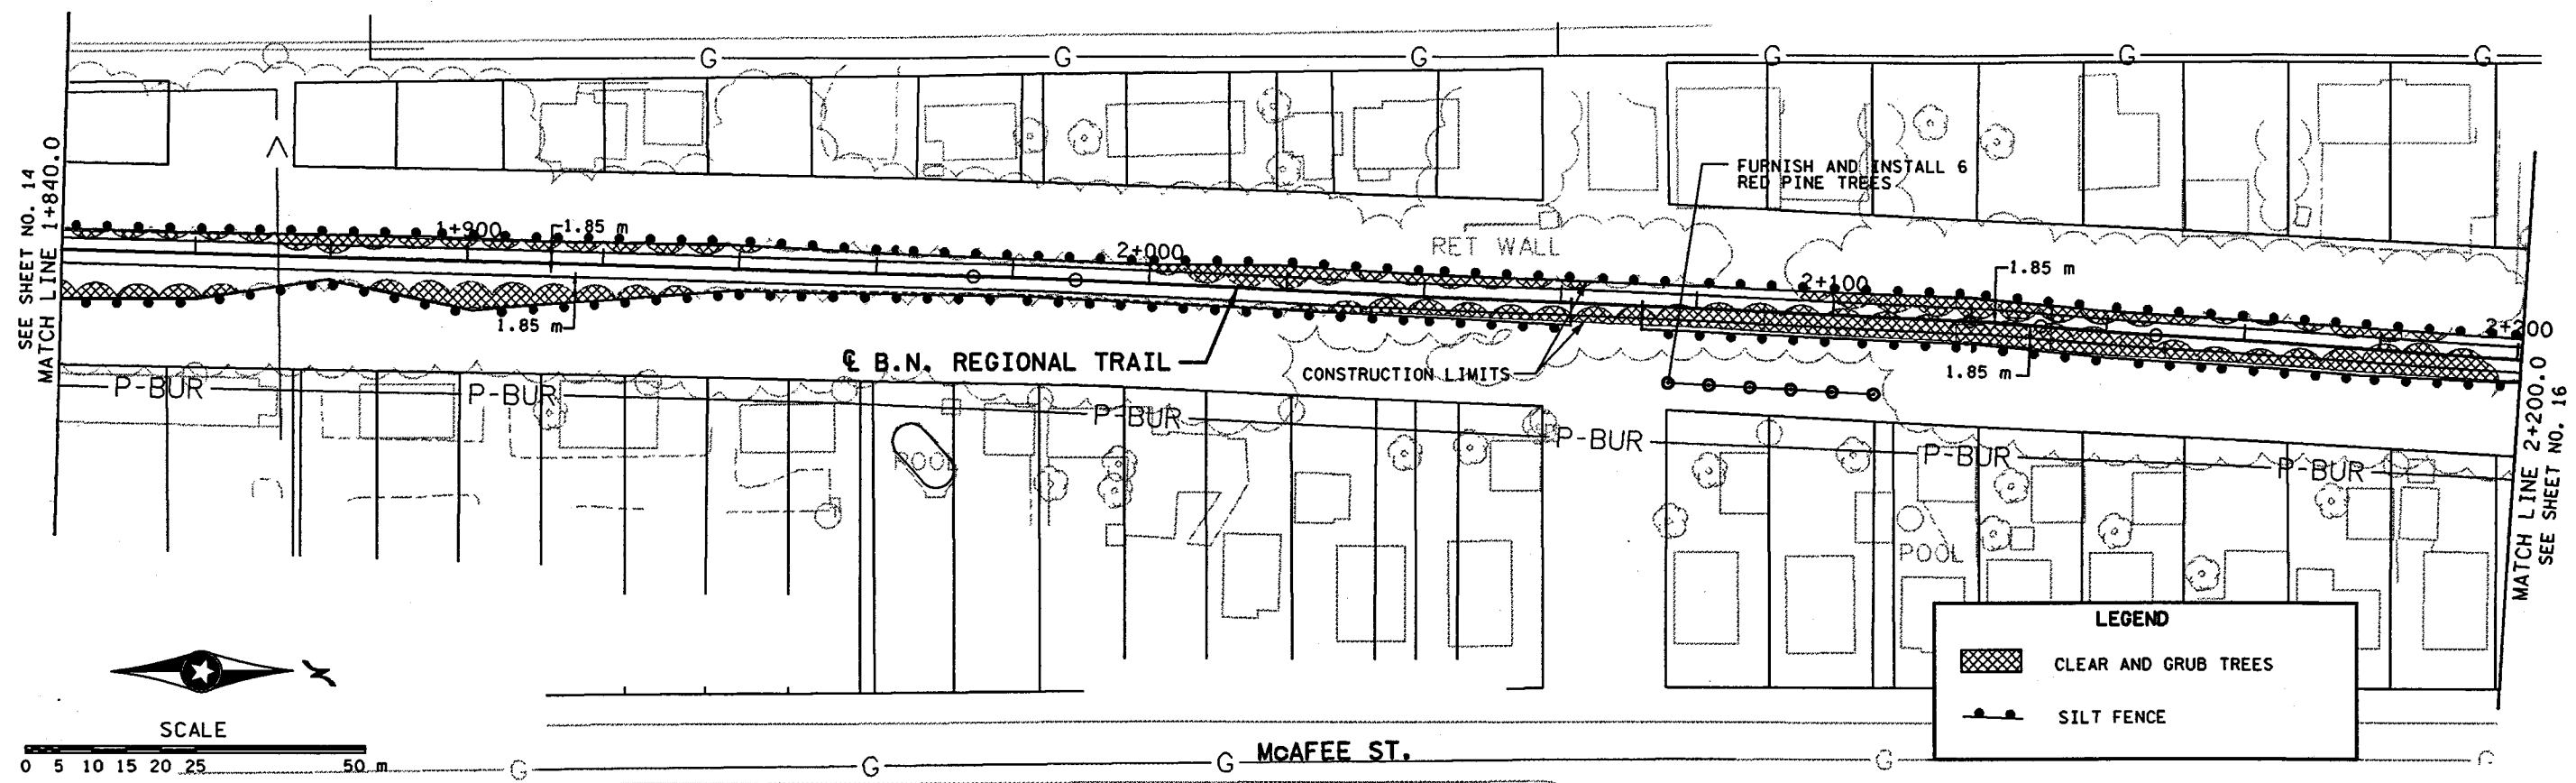 G G G G G G
SEE SHEET NO. 14
MATCH LINE 1+840.0
1+900
1.85 m
2+000
RET WALL
FURNISH AND INSTALL 6
RED PINE TREES
2+100
1.85 m
2+200
1.85 m
℄ B.N. REGIONAL TRAIL
CONSTRUCTION LIMITS
1.85 m
P-BUR P-BUR P-BUR P-BUR P-BUR P-BUR
POOL
POOL
MATCH LINE 2+200.0
SEE SHEET NO. 16
LEGEND
CLEAR AND GRUB TREES
SILT FENCE
N
SCALE
0 5 10 15 20 25 50 m
McAFEE ST.
G G G G G